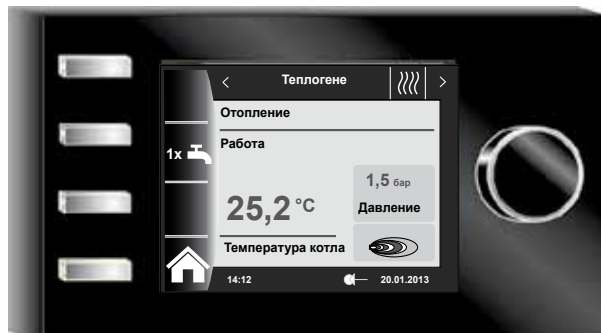 Теплогене
Отопление
Работа
1x
1,5 бар
25,2 °C
Давление
Температура котла
14:12
20.01.2013